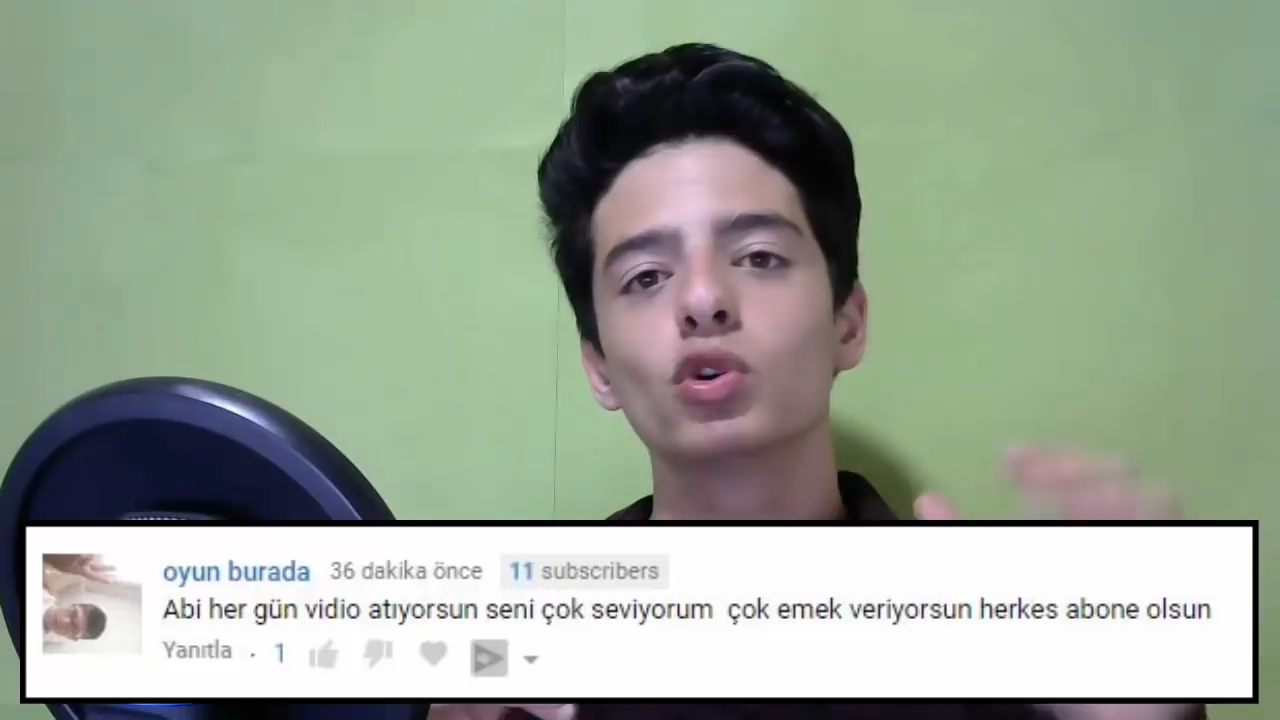 oyun burada 36 dakika önce 11 subscribers
Abi her gün vidio atıyorsun seni çok seviyorum çok emek veriyorsun herkes abone olsun
Yanıtla . 1